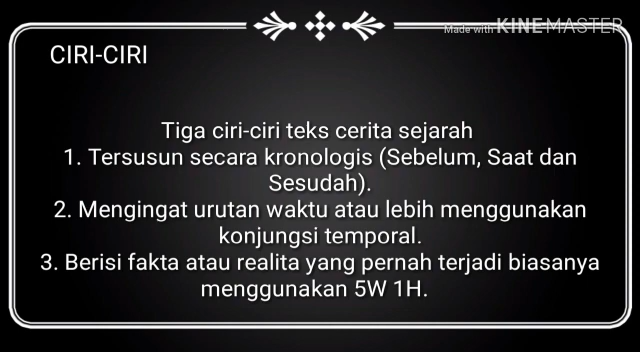 Made with KINEMASTER
CIRI-CIRI
Tiga ciri-ciri teks cerita sejarah
1. Tersusun secara kronologis (Sebelum, Saat dan
Sesudah).
2. Mengingat urutan waktu atau lebih menggunakan
konjungsi temporal.
3. Berisi fakta atau realita yang pernah terjadi biasanya
menggunakan 5W 1H.